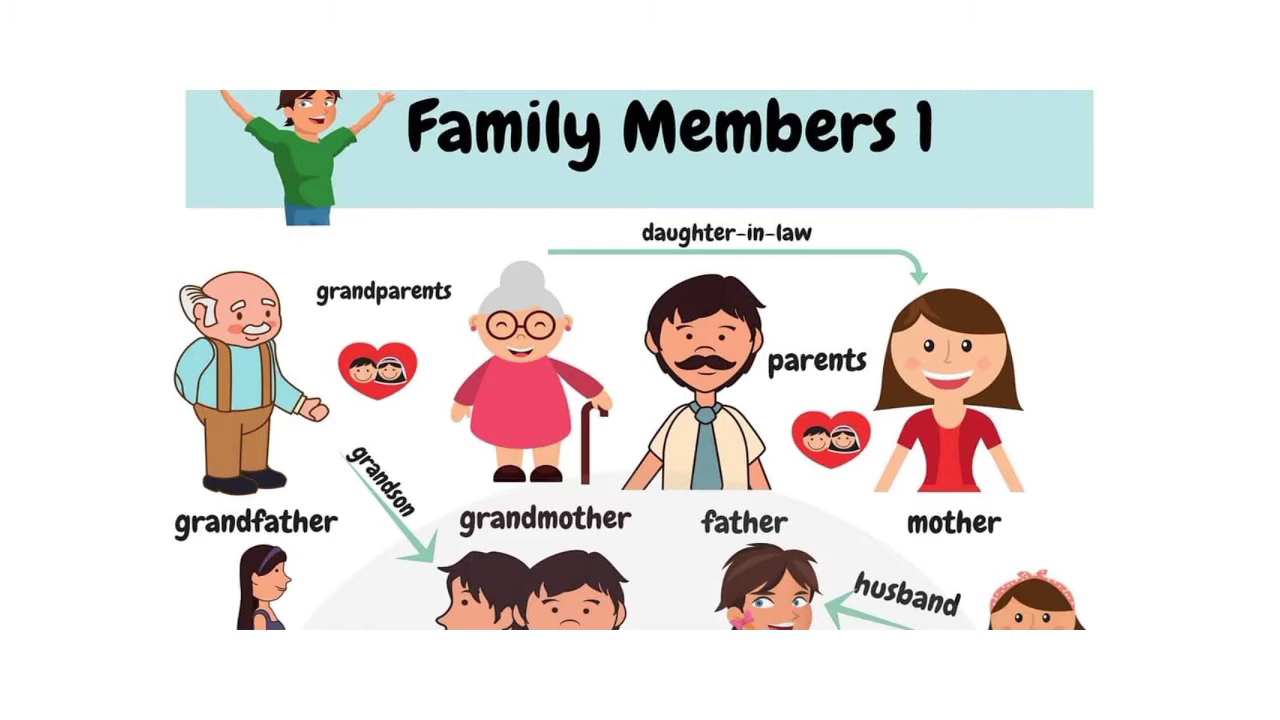 Family Members 1
daughter-in-law
grandparents
parents
grandson
grandfather
grandmother
father
mother
husband